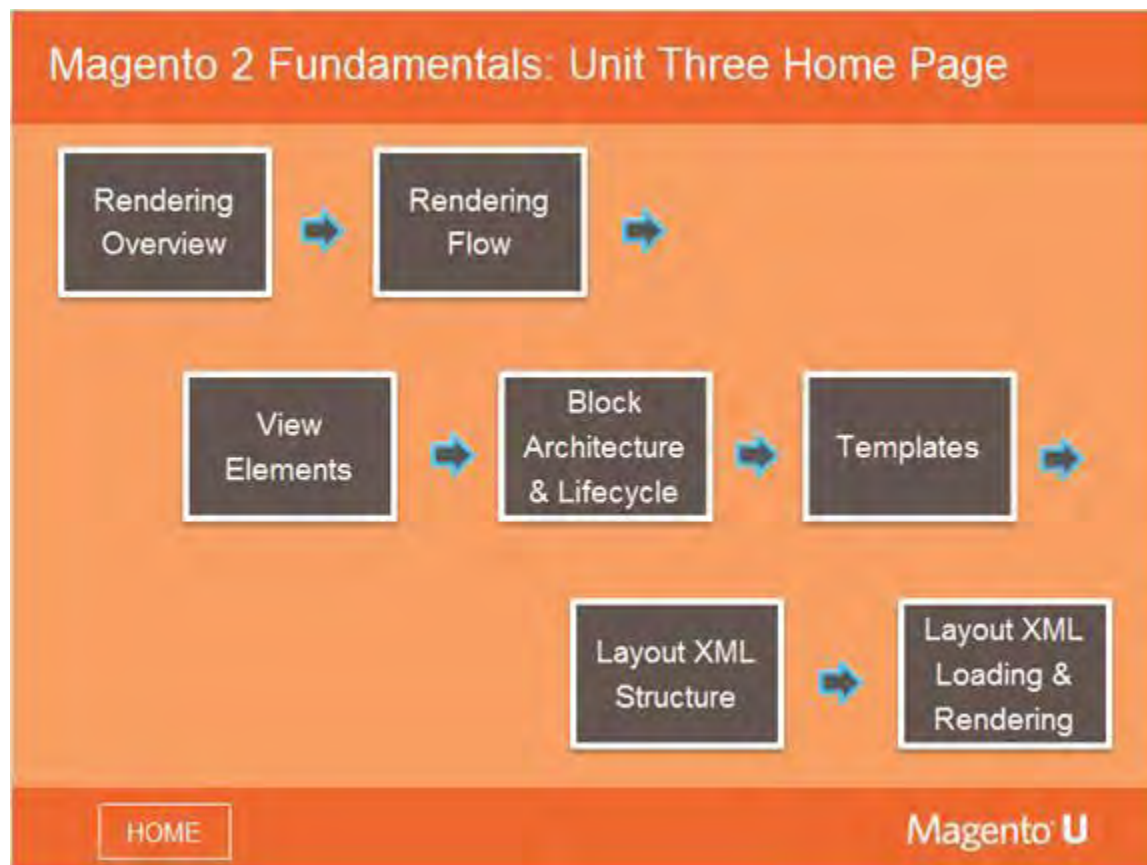 Magento 2 Fundamentals: Unit Three Home Page
Rendering
Overview
Rendering
Flow
View
Elements
Block
Architecture
& Lifecycle
Templates
Layout XML
Structure
Layout XML
Loading &
Rendering
HOME
Magento U